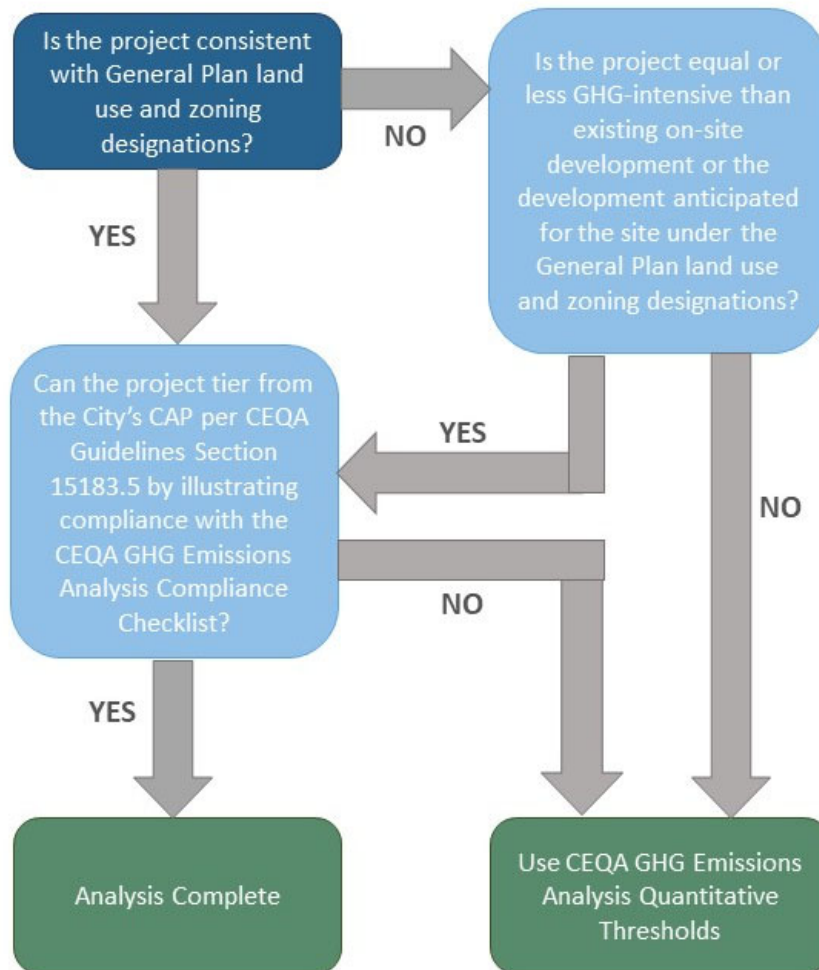 Is the project consistent
with General Plan land
use and zoning
designations?
NO
Is the project equal or
less GHG-intensive than
existing on-site
development or the
development anticipated
for the site under the
General Plan land use
and zoning designations?
YES
Can the project tier from
the City’s CAP per CEQA
Guidelines Section
15183.5 by illustrating
compliance with the
CEQA GHG Emissions
Analysis Compliance
Checklist?
YES
NO
NO
YES
Analysis Complete
Use CEQA GHG Emissions
Analysis Quantitative
Thresholds